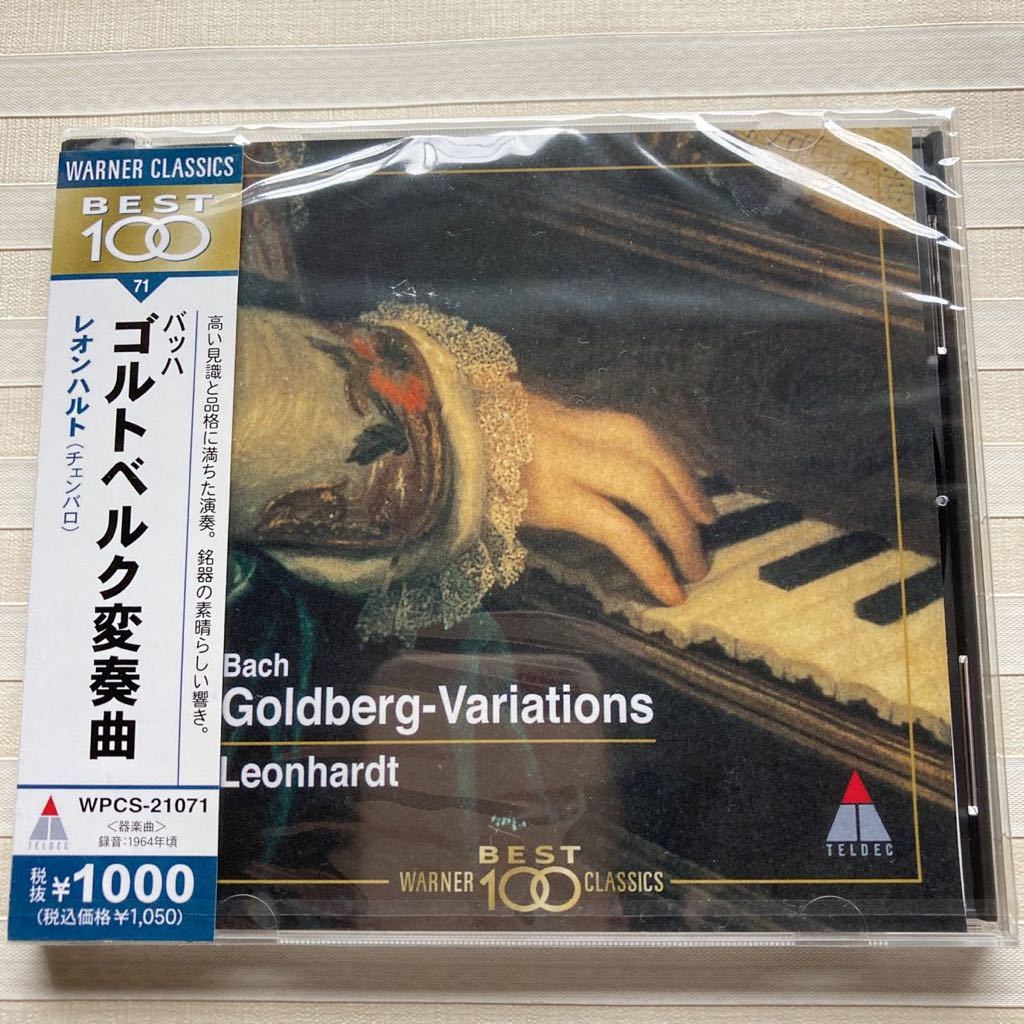 WARNER CLASSICS
BEST
100
71
高い見識と品格に満ちた演奏。銘器の素晴らしい響き。
バッハ
ゴルトベルク変奏曲
レオンハルト(チェンバロ)
WPCS-21071
<器楽曲>
録音:1964年頃
TELDEC
税抜¥1000
(税込価格¥1,050)
Bach
Goldberg-Variations
Leonhardt
TELDEC
BEST
WARNER 100 CLASSICS